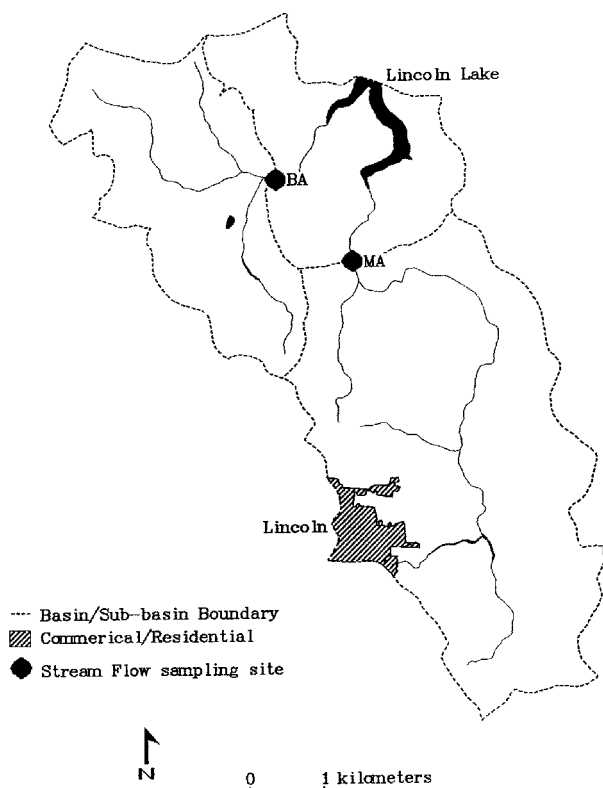 Lincoln Lake
BA
MA
Lincoln
Basin/Sub-basin Boundary
Commerical/Residential
Stream Flow sampling site
N
0 1 kilometers